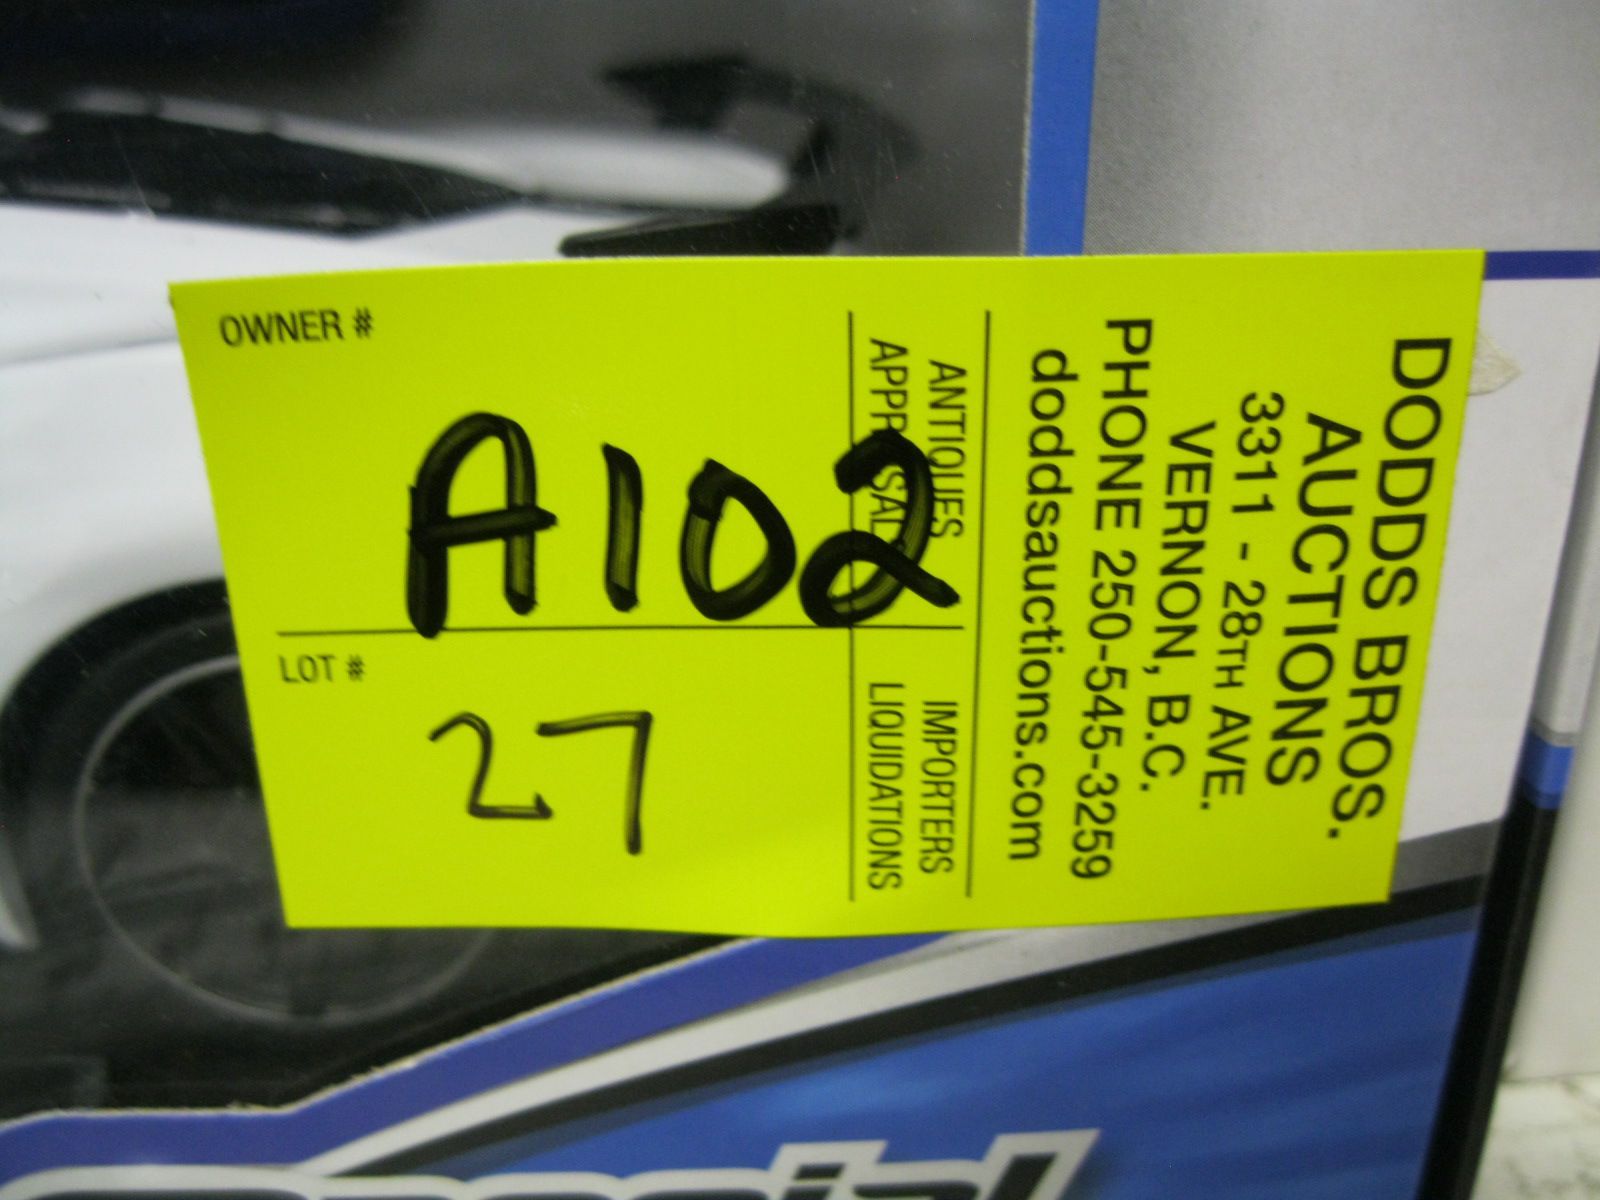 DODDS BROS.
AUCTIONS
3311 - 28TH AVE.
VERNON, B.C.
PHONE 250-545-3259
doddsauctions.com
ANTIQUES
IMPORTERS
LIQUIDATIONS
OWNER #
A102
LOT #
27